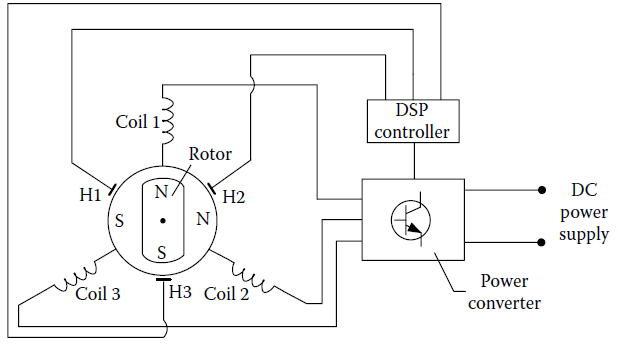 DSP
controller
Coil 1
Rotor
H1
N
H2
S
N
S
DC
power
supply
Coil 3
H3
Coil 2
Power
converter